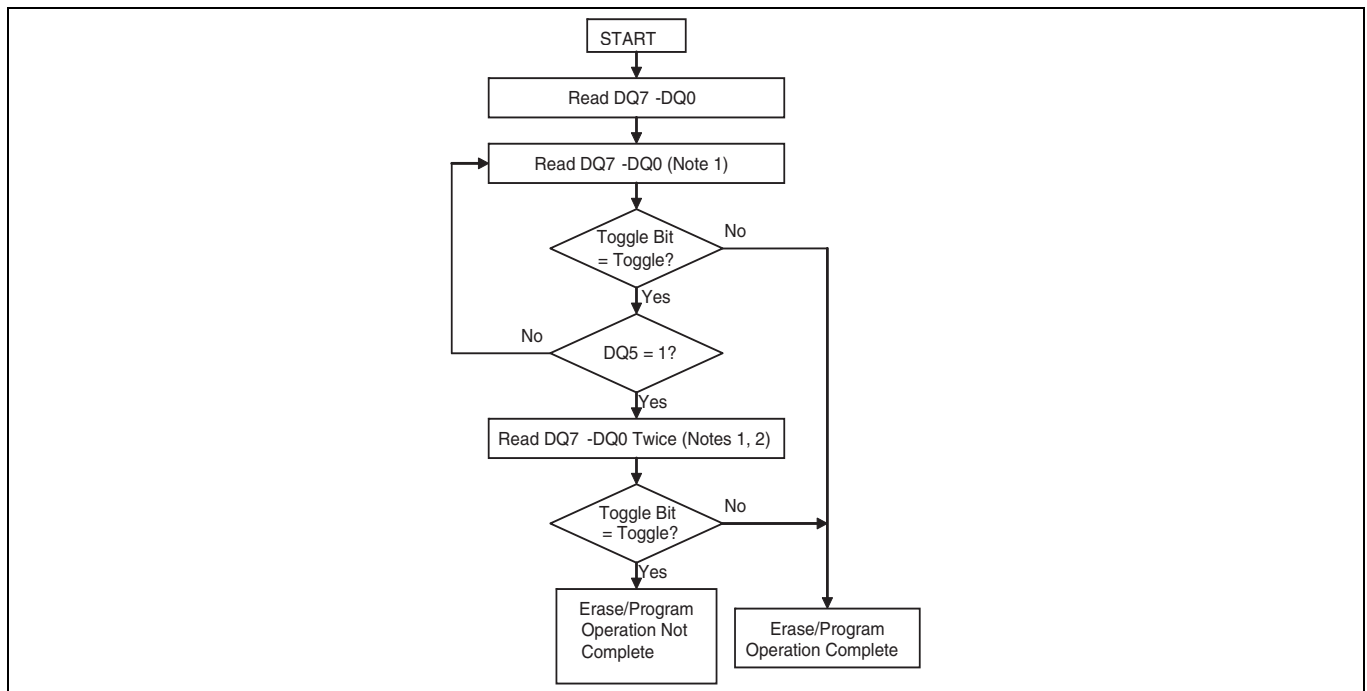 START
Read DQ7 -DQ0
Read DQ7 -DQ0 (Note 1)
Toggle Bit
= Toggle?
No
Yes
DQ5 = 1?
No
Yes
Read DQ7 -DQ0 Twice (Notes 1, 2)
Toggle Bit
= Toggle?
No
Yes
Erase/Program
Operation Not
Complete
Erase/Program
Operation Complete